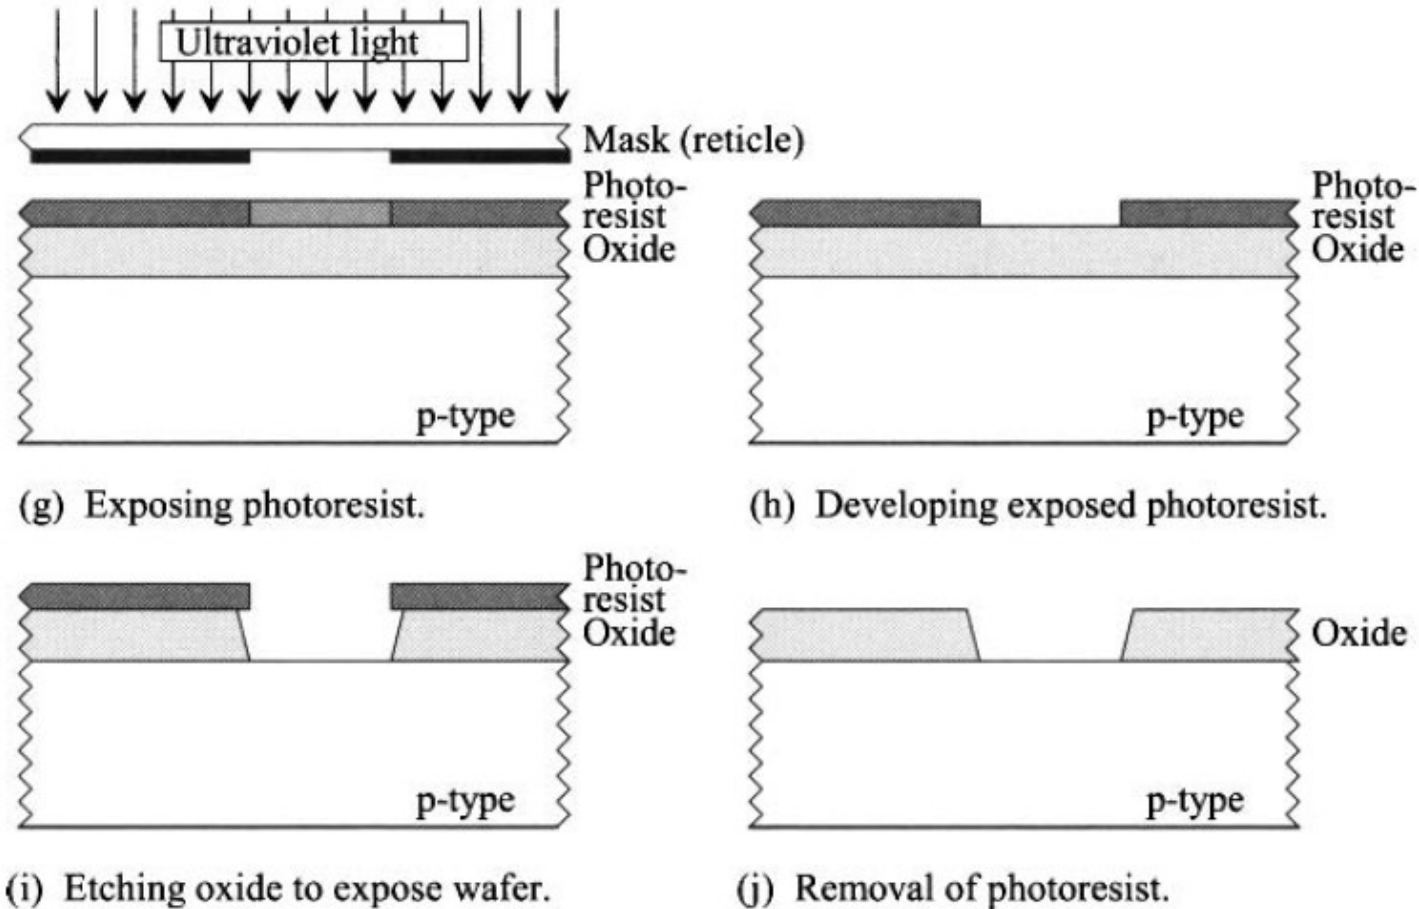 Ultraviolet light
Mask (reticle)
Photo-
resist
Oxide
p-type
(g) Exposing photoresist.
Photo-
resist
Oxide
p-type
(h) Developing exposed photoresist.
Photo-
resist
Oxide
p-type
(i) Etching oxide to expose wafer.
Oxide
p-type
(j) Removal of photoresist.